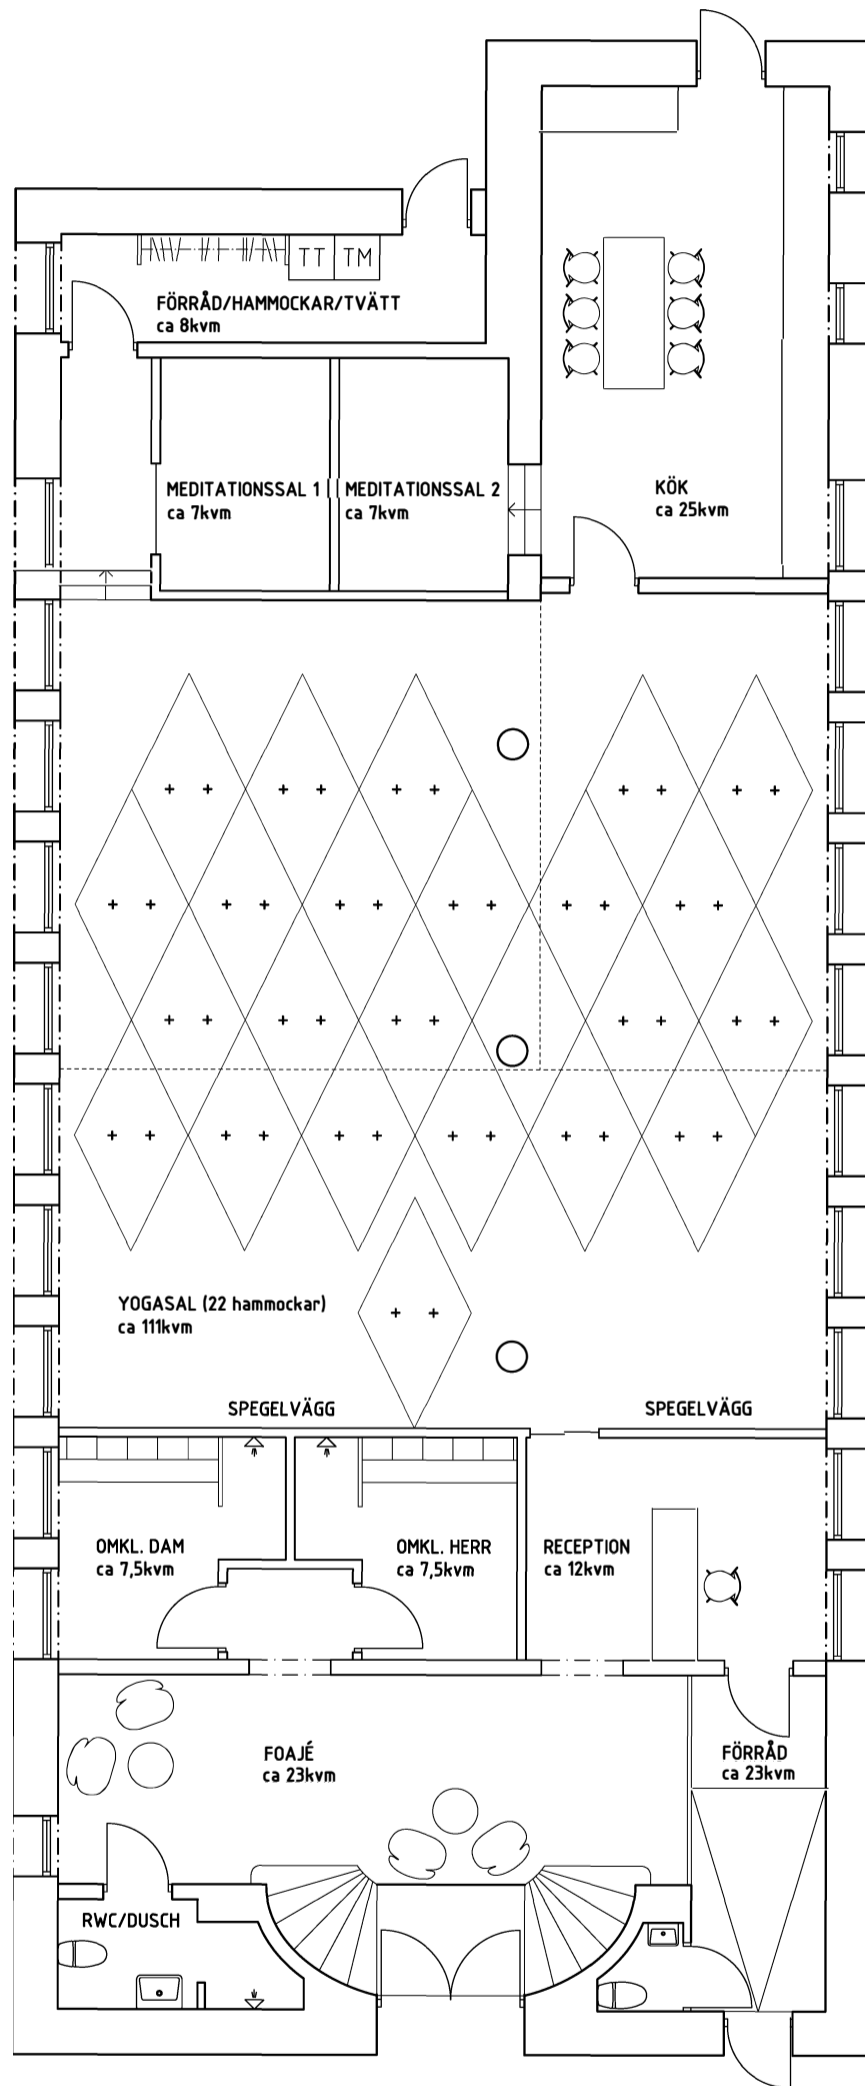 TT TM
FÖRRÅD/HAMMOCKAR/TVÄTT
ca 8kvm
MEDITATIONSSAL 1
ca 7kvm
MEDITATIONSSAL 2
ca 7kvm
KÖK
ca 25kvm
YOGASAL (22 hammockar)
ca 111kvm
SPEGELVÄGG
SPEGELVÄGG
OMKL. DAM
ca 7,5kvm
OMKL. HERR
ca 7,5kvm
RECEPTION
ca 12kvm
FOAJÉ
ca 23kvm
FÖRRÅD
ca 23kvm
RWC/DUSCH